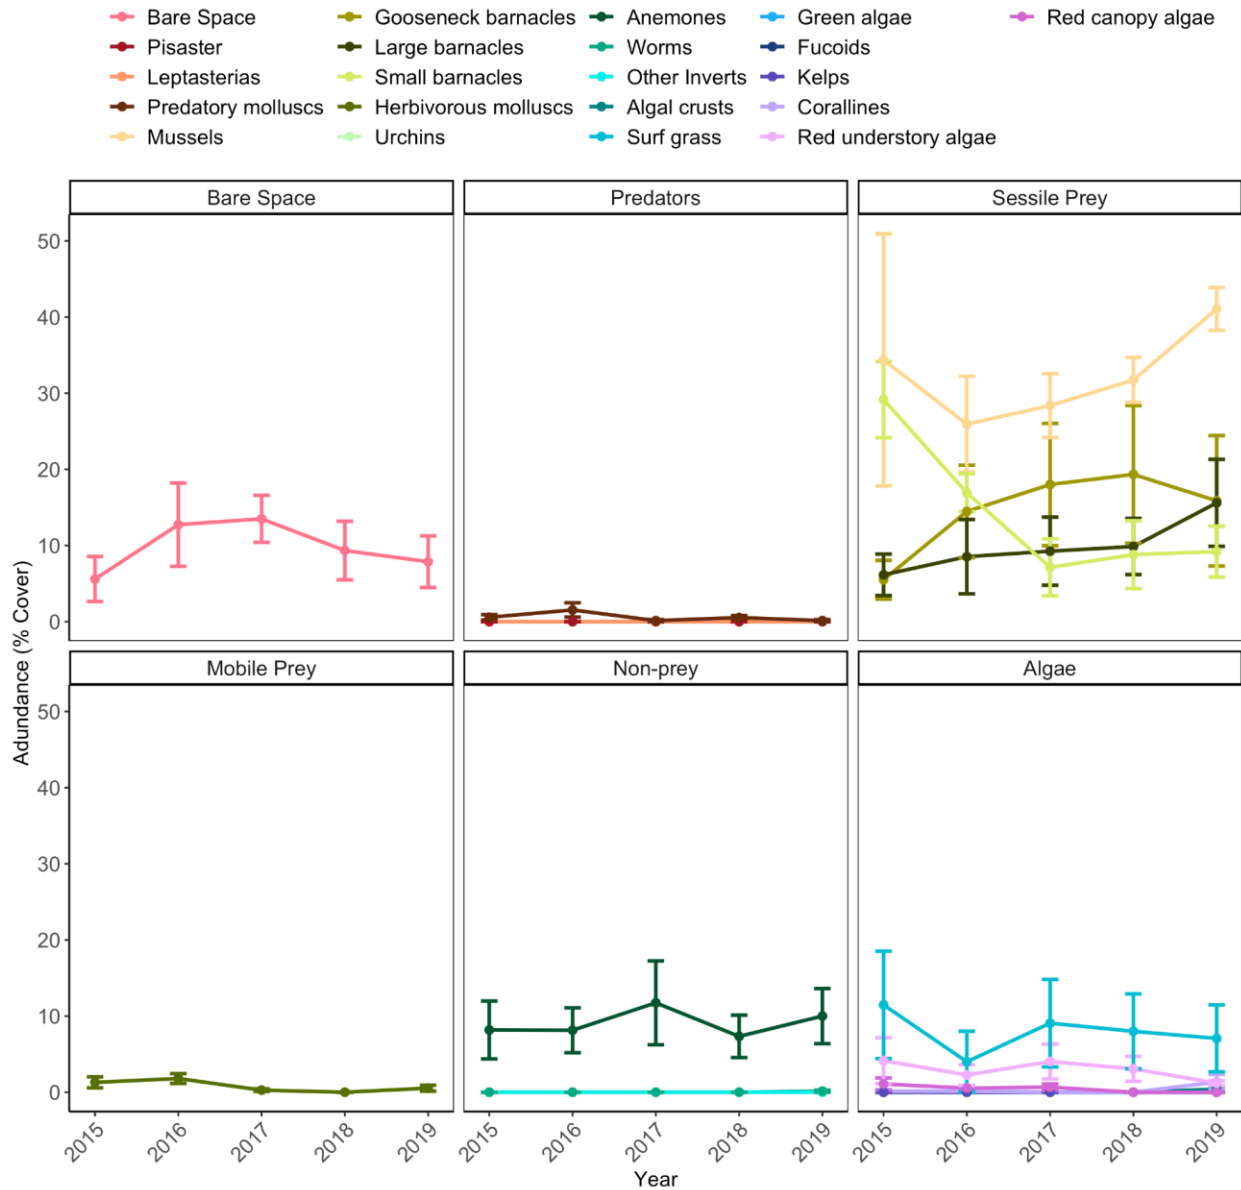 Bare Space Gooseneck barnacles Anemones Green algae Red canopy algae
Pisaster Large barnacles Worms Fucoids
Leptasterias Small barnacles Other Inverts Kelps
Predatory molluscs Herbivorous molluscs Algal crusts Corallines
Mussels Urchins Surf grass Red understory algae
Bare Space Predators Sessile Prey
50
40
30
20
10
0
Mobile Prey Non-prey Algae
50
40
30
20
10
0
Adundance (% Cover)
2015 2016 2017 2018 2019 2015 2016 2017 2018 2019 2015 2016 2017 2018 2019
Year